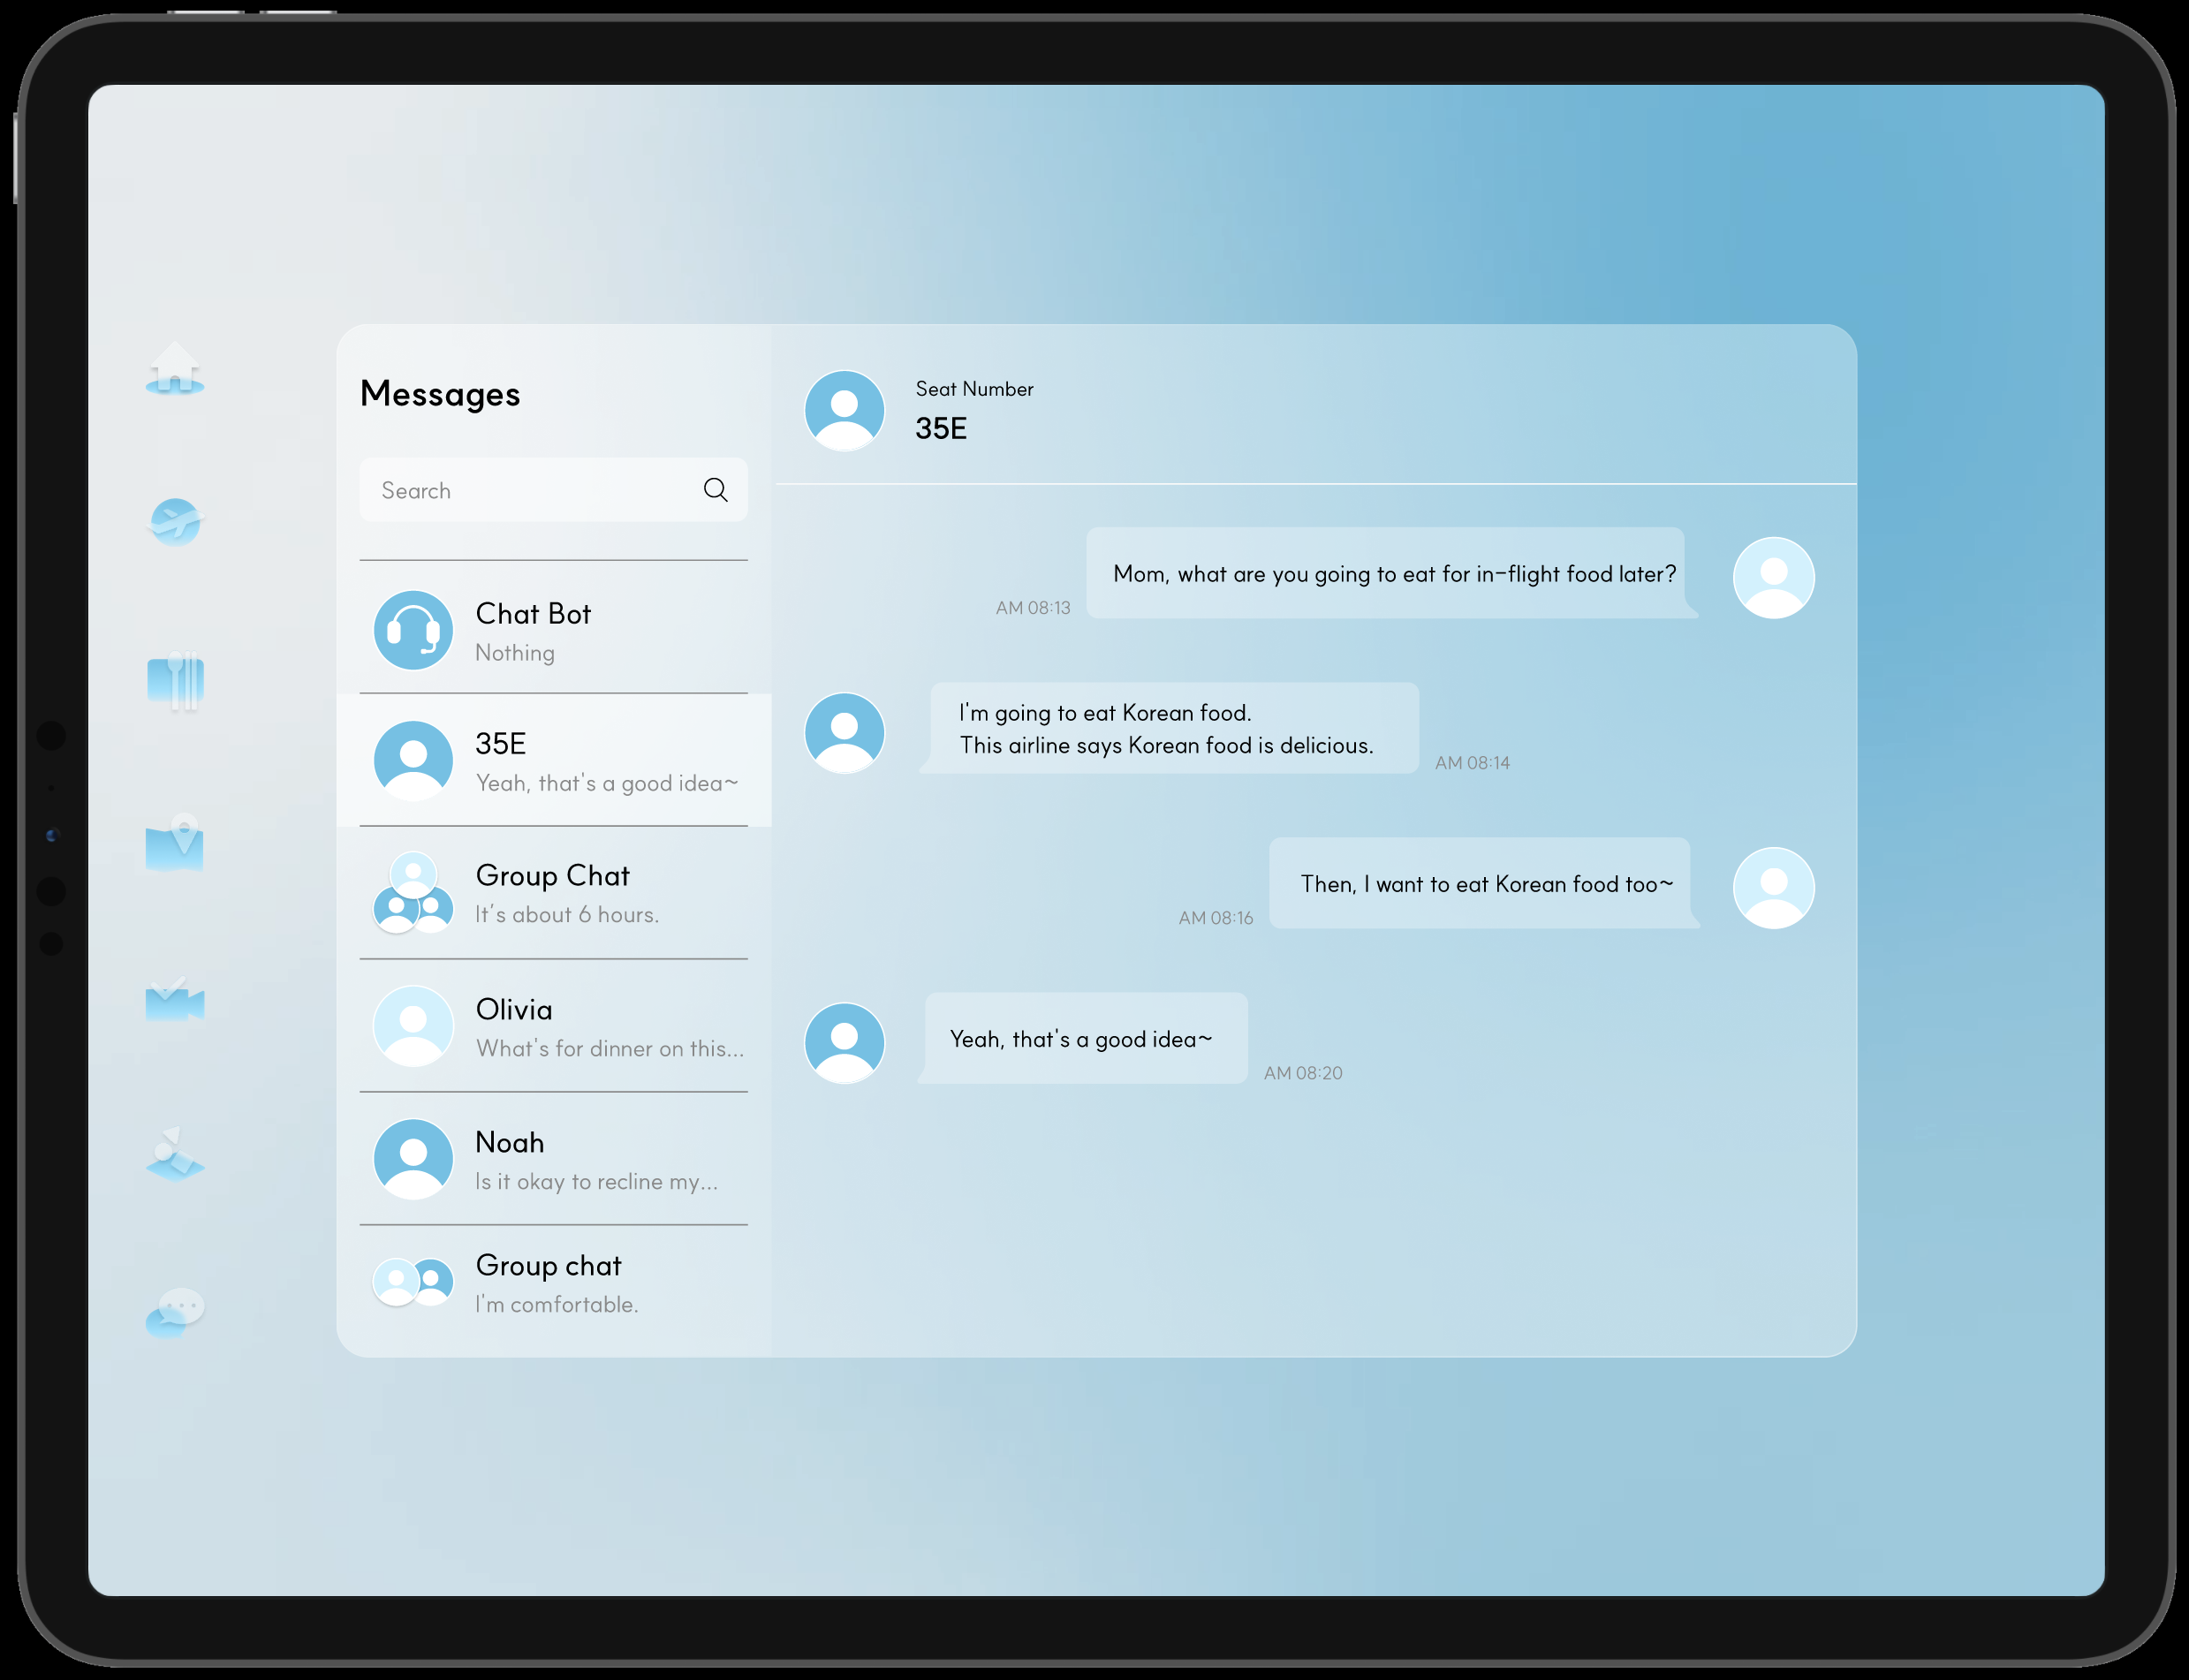 Messages
Search
Chat Bot
Nothing
35E
Yeah, that's a good idea~
Group Chat
It's about 6 hours.
Olivia
What's for dinner on this...
Noah
Is it okay to recline my...
Group chat
I'm comfortable.
Seat Number
35E
Mom, what are you going to eat for in-flight food later?
AM 08:13
I'm going to eat Korean food.
This airline says Korean food is delicious.
AM 08:14
Then, I want to eat Korean food too~
AM 08:16
Yeah, that's a good idea~
AM 08:20